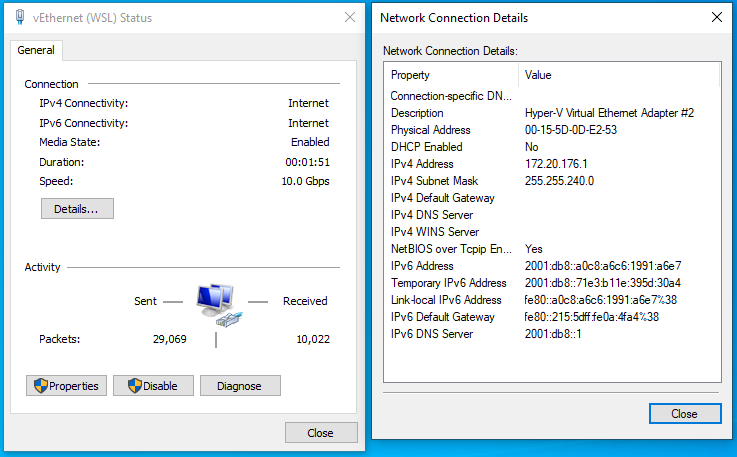 vEthernet (WSL) Status
General
Connection
IPv4 Connectivity: Internet
IPv6 Connectivity: Internet
Media State: Enabled
Duration: 00:01:51
Speed: 10.0 Gbps
Details...
Activity
Sent — — Received
Packets: 29,069 10,022
Properties Disable Diagnose
Close
Network Connection Details
Network Connection Details:
Property Value
Connection-specific DN...
Description Hyper-V Virtual Ethernet Adapter #2
Physical Address 00-15-5D-0D-E2-53
DHCP Enabled No
IPv4 Address 172.20.176.1
IPv4 Subnet Mask 255.255.240.0
IPv4 Default Gateway
IPv4 DNS Server
IPv4 WINS Server
NetBIOS over Tcpip En... Yes
IPv6 Address 2001:db8::a0c8:a6c6:1991:a6e7
Temporary IPv6 Address 2001:db8::71e3:b11e:395d:30a4
Link-local IPv6 Address fe80::a0c8:a6c6:1991:a6e7%38
IPv6 Default Gateway fe80::215:5dff:fe0a:4fa4%38
IPv6 DNS Server 2001:db8::1
Close